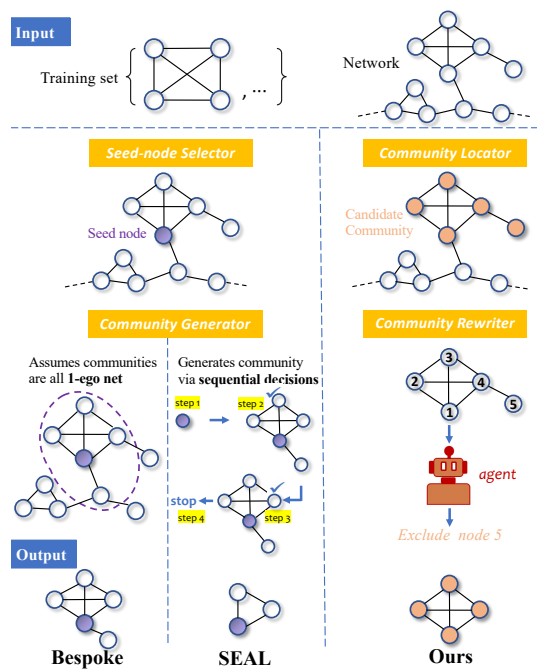 Input
Training set
, ...
Network
Seed-node Selector
Community Locator
Seed node
Candidate
Community
Community Generator
Community Rewriter
Assumes communities
are all 1-ego net
Generates community
via sequential decisions
step 1
step 2
stop
step 4
step 3
3
2
4
1
5
agent
Exclude node 5
Output
Bespoke
SEAL
Ours